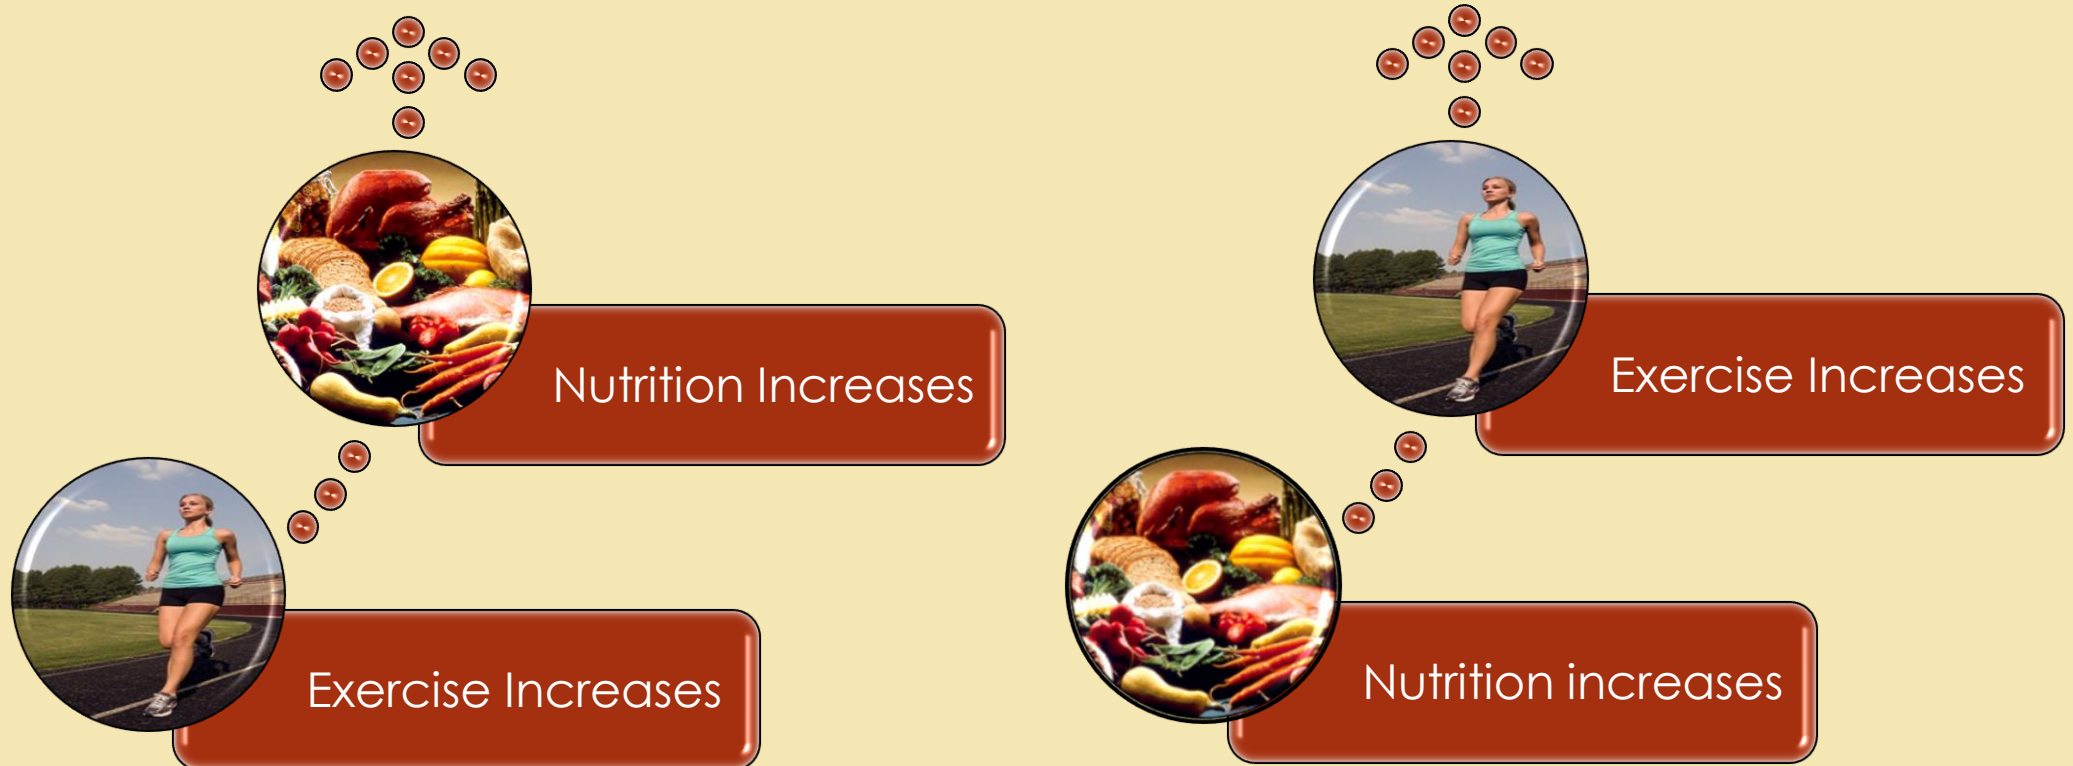 Nutrition Increases
Exercise Increases
Exercise Increases
Nutrition increases